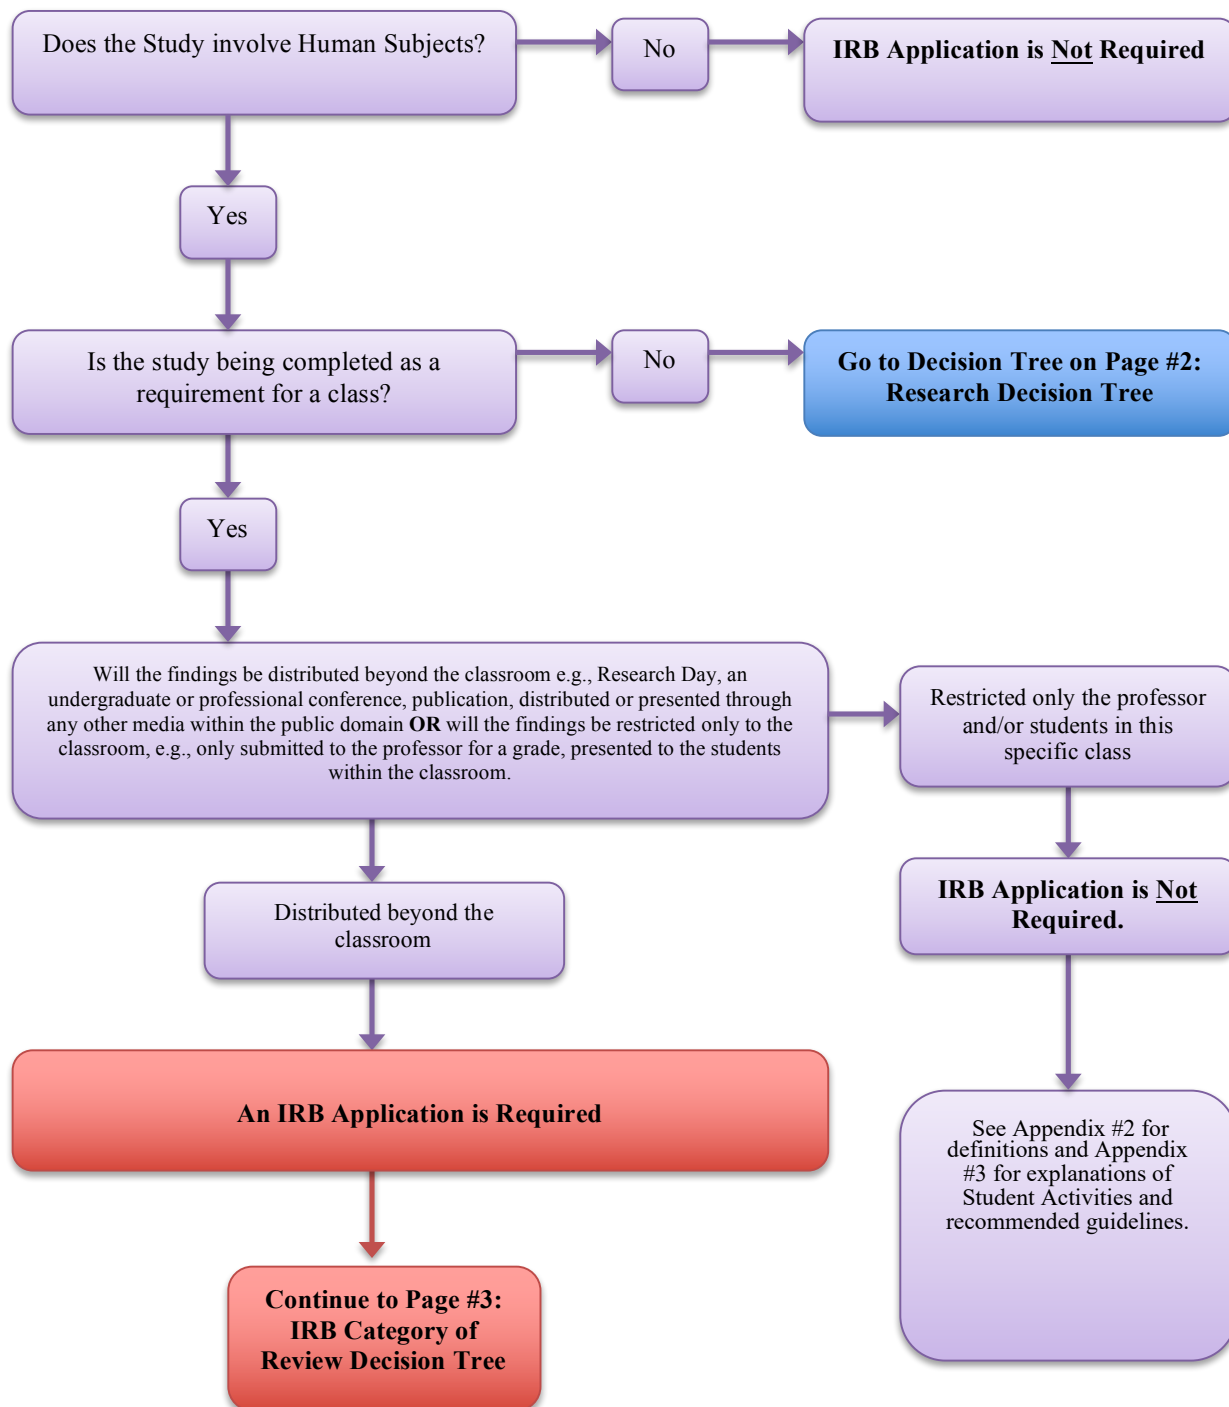 Does the Study involve Human Subjects?
No
IRB Application is Not Required
Yes
Is the study being completed as a
requirement for a class?
No
Go to Decision Tree on Page #2:
Research Decision Tree
Yes
Will the findings be distributed beyond the classroom e.g., Research Day, an
undergraduate or professional conference, publication, distributed or presented through
any other media within the public domain OR will the findings be restricted only to the
classroom, e.g., only submitted to the professor for a grade, presented to the students
within the classroom.
Restricted only the professor
and/or students in this
specific class
IRB Application is Not
Required.
Distributed beyond the
classroom
An IRB Application is Required
See Appendix #2 for
definitions and Appendix
#3 for explanations of
Student Activities and
recommended guidelines.
Continue to Page #3:
IRB Category of
Review Decision Tree